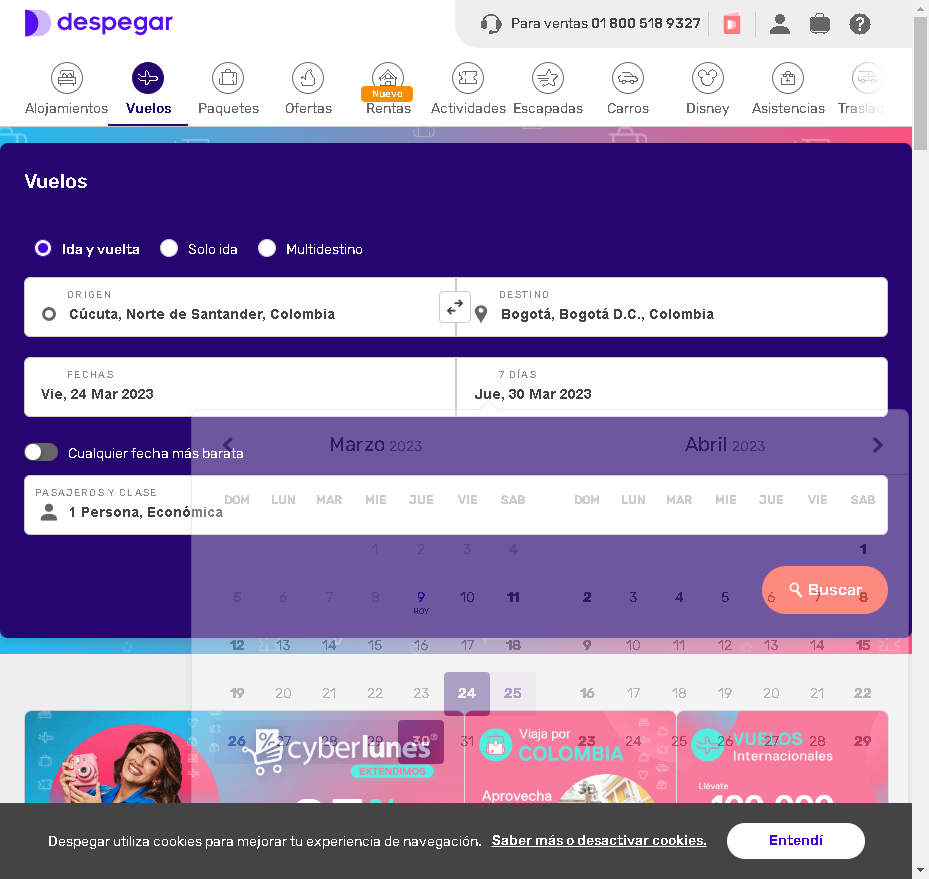 despegar
Para ventas 01 800 518 9327
Alojamientos
Vuelos
Paquetes
Ofertas
Nuevo
Rentas
Actividades
Escapadas
Carros
Disney
Asistencias
Traslad
Vuelos
Ida y vuelta
Solo ida
Multidestino
ORIGEN
Cúcuta, Norte de Santander, Colombia
DESTINO
Bogotá, Bogotá D.C., Colombia
FECHAS
Vie, 24 Mar 2023
7 DÍAS
Jue, 30 Mar 2023
Cualquier fecha más barata
PASAJEROS Y CLASE
1 Persona, Económica
Buscar
Marzo 2023
DOM LUN MAR MIE JUE VIE SAB
1 2 3 4
5 6 7 8 9 10 11
HOY
12 13 14 15 16 17 18
19 20 21 22 23 24 25
26 27 28 29 30 31
Abril 2023
DOM LUN MAR MIE JUE VIE SAB
1
2 3 4 5 6 7 8
9 10 11 12 13 14 15
16 17 18 19 20 21 22
23 24 25 26 27 28 29
cyberlunes
EXTENDIMOS
Viaja por
COLOMBIA
Aprovecha
VUELOS
Internacionales
Llévate
Despegar utiliza cookies para mejorar tu experiencia de navegación. Saber más o desactivar cookies.
Entendí